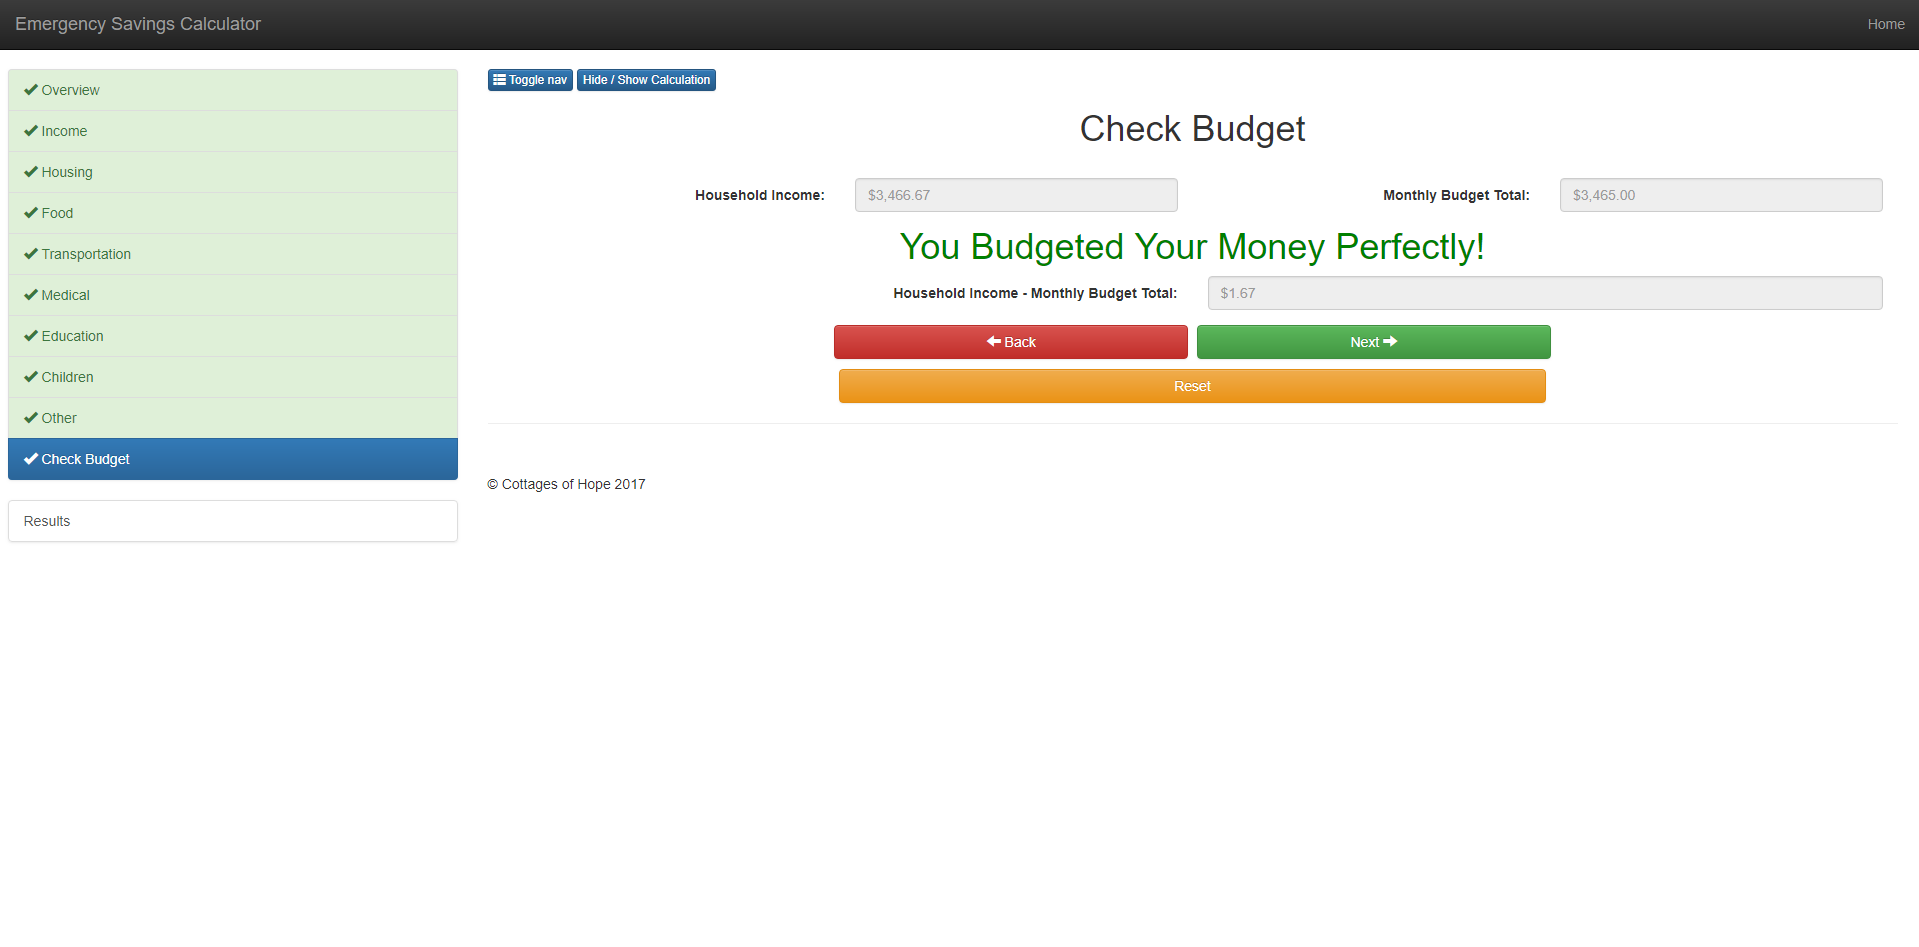 Emergency Savings Calculator
Home
Overview
Income
Housing
Food
Transportation
Medical
Education
Children
Other
Check Budget
Results
Toggle nav
Hide / Show Calculation
Check Budget
Household Income: $3,466.67
Monthly Budget Total: $3,465.00
You Budgeted Your Money Perfectly!
Household Income - Monthly Budget Total: $1.67
Back
Next
Reset
© Cottages of Hope 2017